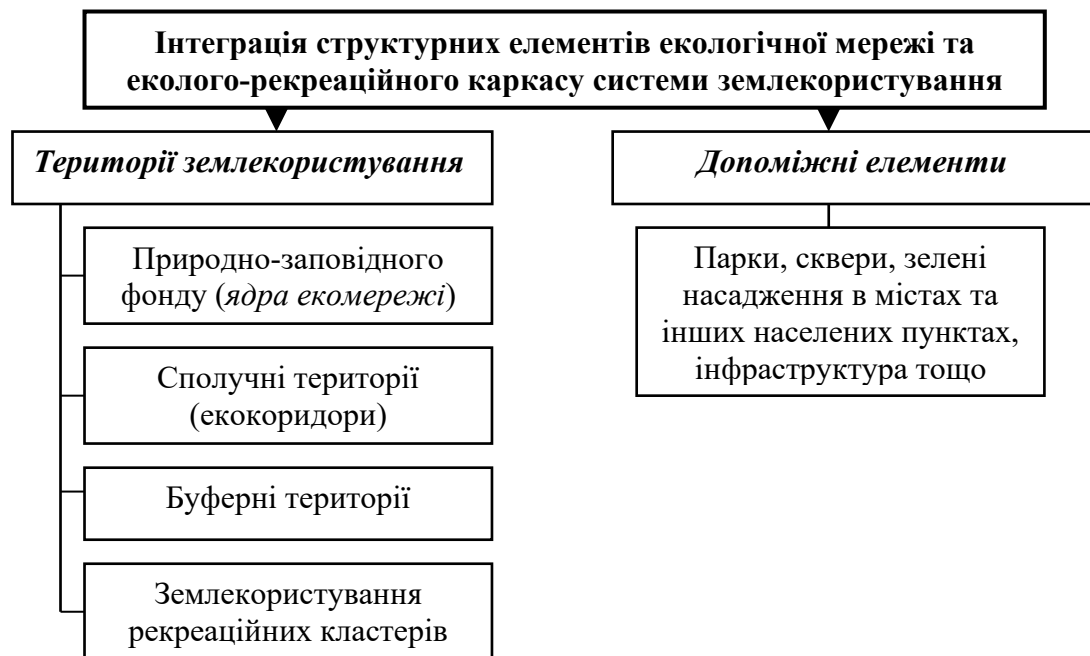 Інтеграція структурних елементів екологічної мережі та
еколого-рекреаційного каркасу системи землекористування
Території землекористування
Природно-заповідного
фонду (ядра екомережі)
Сполучні території
(екокоридори)
Буферні території
Землекористування
рекреаційних кластерів
Допоміжні елементи
Парки, сквери, зелені
насадження в містах та
інших населених пунктах,
інфраструктура тощо